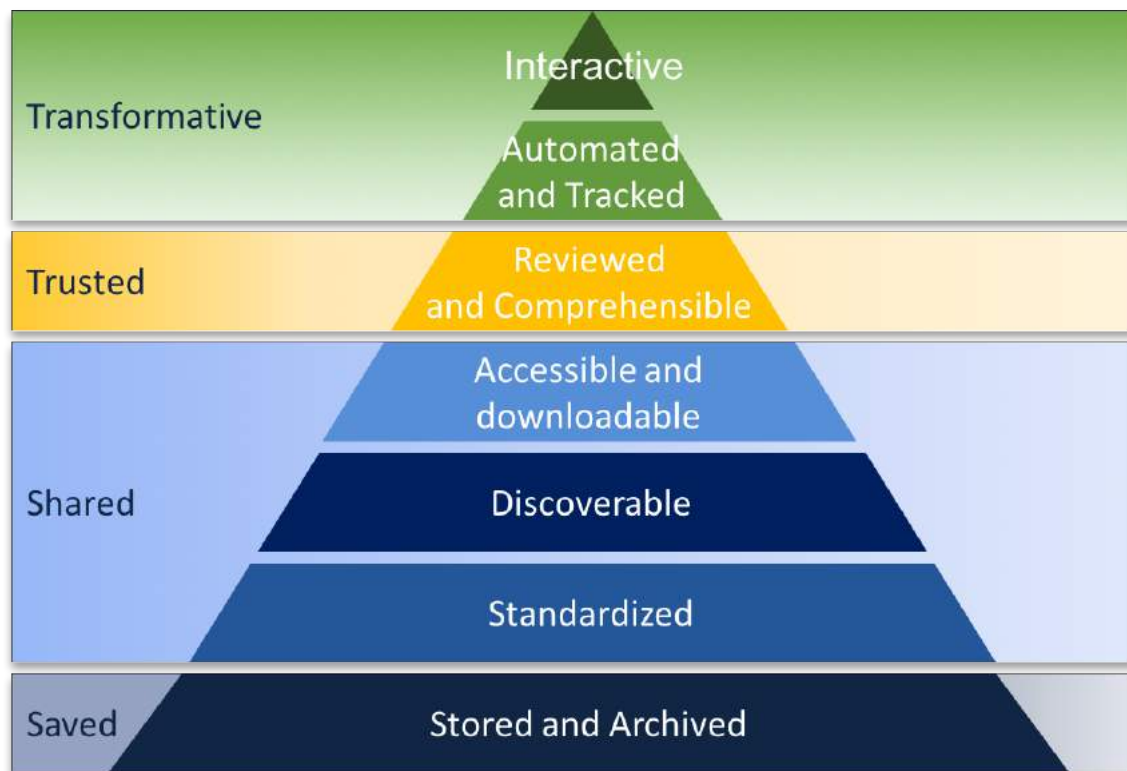 Interactive
Transformative
Automated
and Tracked
Trusted
Reviewed
and Comprehensible
Accessible and
downloadable
Shared
Discoverable
Standardized
Saved
Stored and Archived